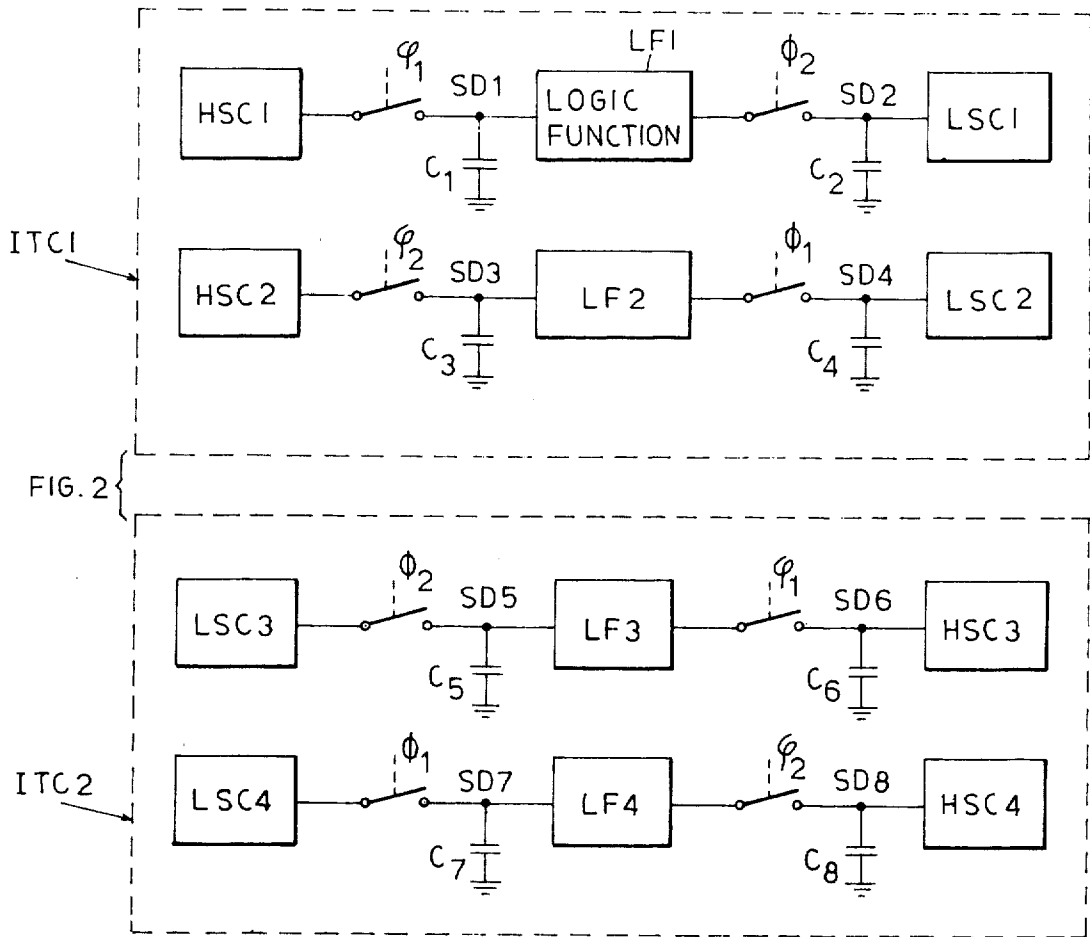 LF1
φ1 ϕ2
HSC1 SD1 LOGIC FUNCTION SD2 LSC1
C1 C2
ITC1
φ2 ϕ1
HSC2 SD3 LF2 SD4 LSC2
C3 C4
FIG. 2
ϕ2 φ1
LSC3 SD5 LF3 SD6 HSC3
C5 C6
ITC2
ϕ1 φ2
LSC4 SD7 LF4 SD8 HSC4
C7 C8